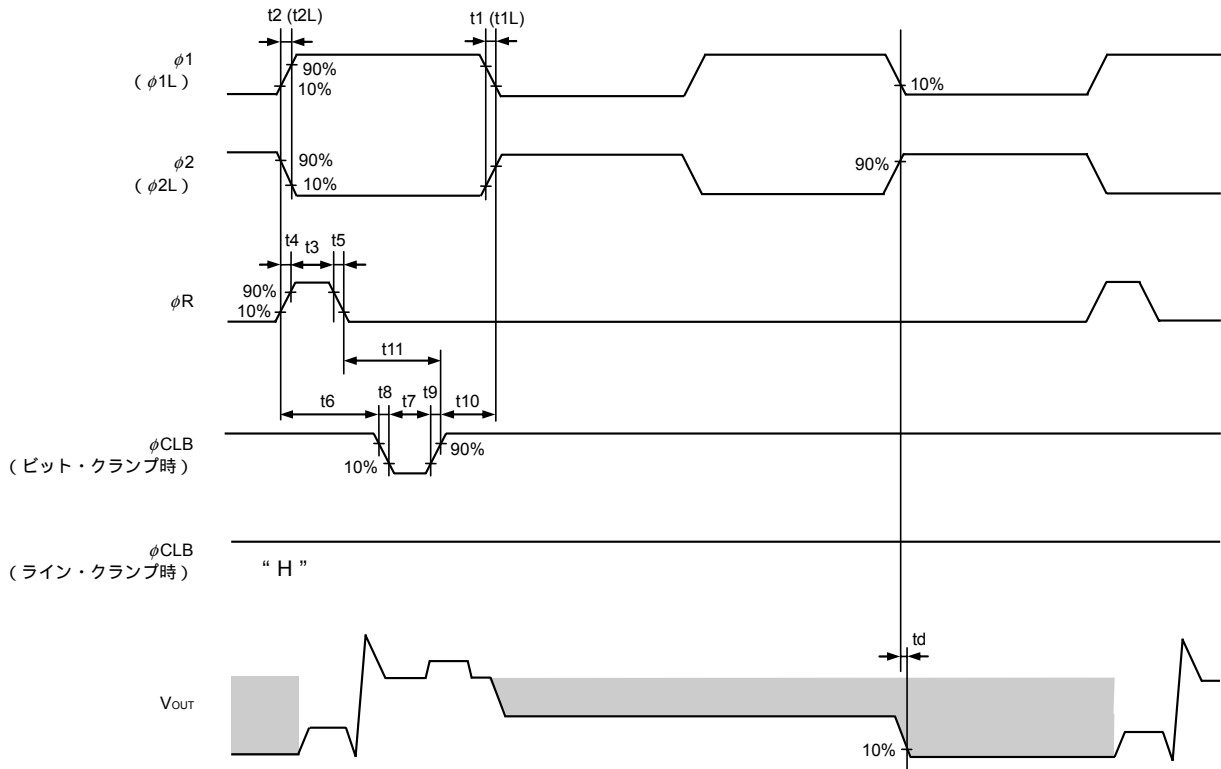 t2 (t2L)
t1 (t1L)
φ1
（φ1L）
90%
10%
10%
φ2
（φ2L）
90%
10%
90%
t4
t3
t5
φR
90%
10%
t11
t6
t8
t7
t9
t10
φCLB
（ビット・クランプ時）
10%
90%
φCLB
（ライン・クランプ時）
“ H ”
td
VOUT
10%